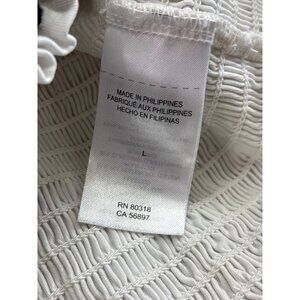 MADE IN PHILIPPINES
FABRIQUÉ AUX PHILIPPINES
HECHO EN FILIPINAS
L
RN 80318
CA 56897